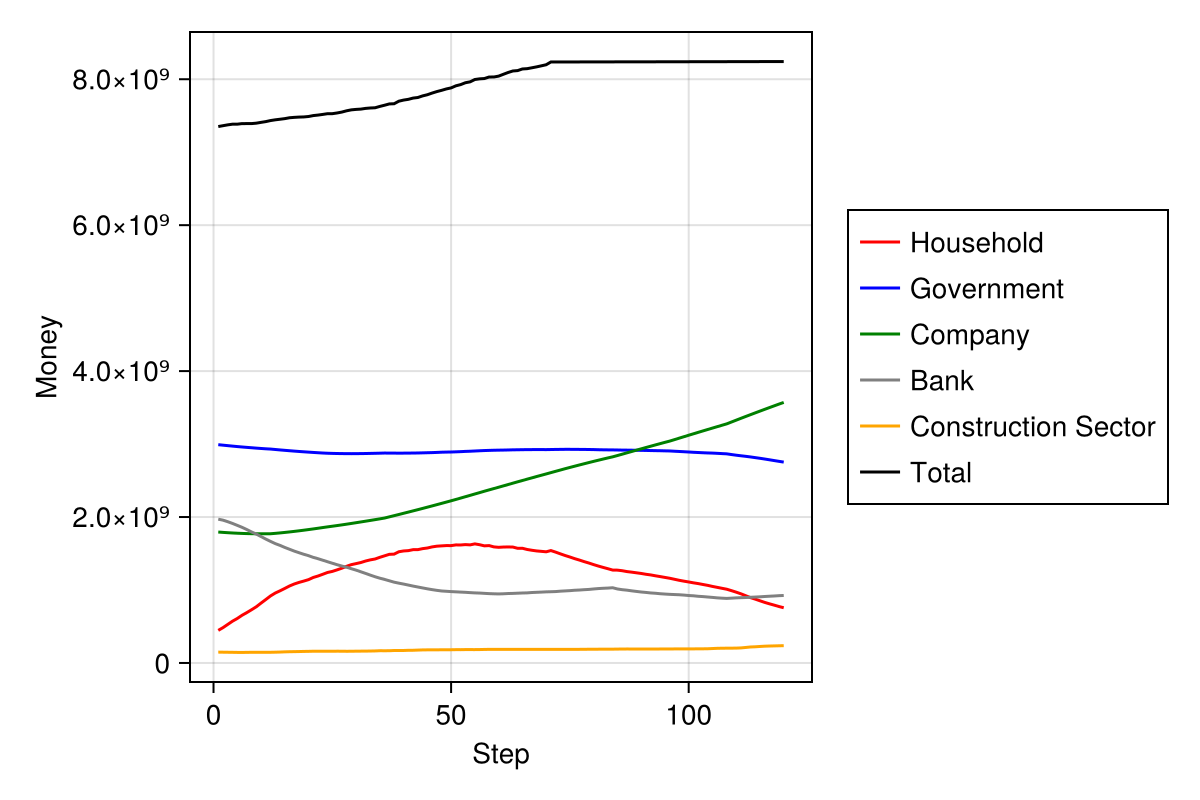 8.0×10⁹
6.0×10⁹
4.0×10⁹
2.0×10⁹
0
Money
0 50 100
Step
Household
Government
Company
Bank
Construction Sector
Total